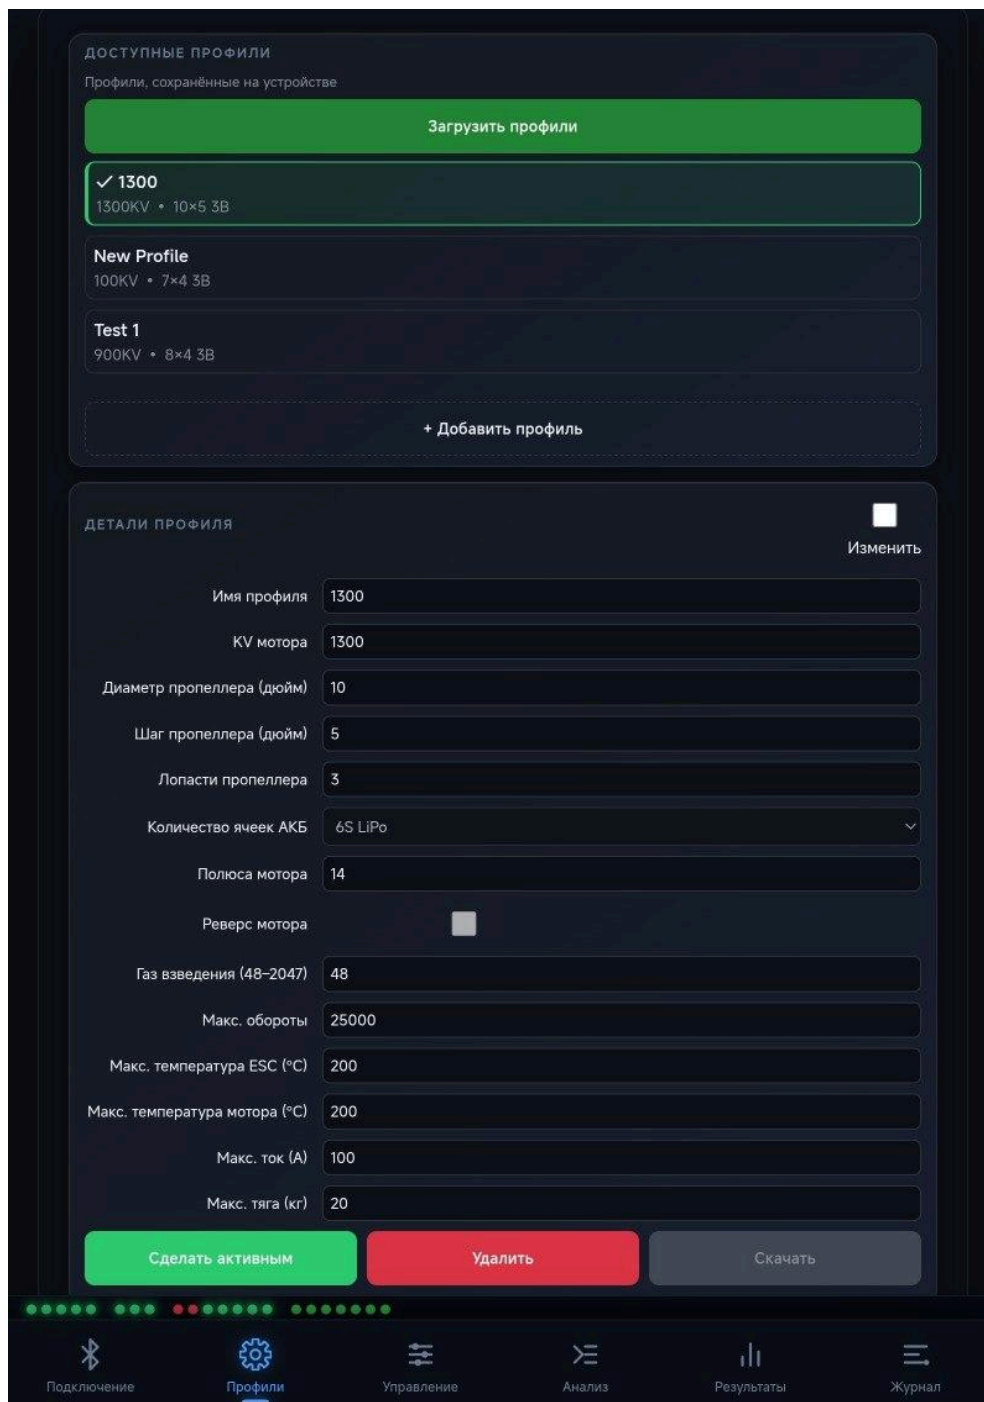 ДОСТУПНЫЕ ПРОФИЛИ
Профили, сохранённые на устройстве
Загрузить профили
✓ 1300
1300KV • 10×5 3B
New Profile
100KV • 7×4 3B
Test 1
900KV • 8×4 3B
+ Добавить профиль
ДЕТАЛИ ПРОФИЛЯ
Изменить
Имя профиля 1300
KV мотора 1300
Диаметр пропеллера (дюйм) 10
Шаг пропеллера (дюйм) 5
Лопасти пропеллера 3
Количество ячеек АКБ 6S LiPo
Полюса мотора 14
Реверс мотора
Газ взведения (48–2047) 48
Макс. обороты 25000
Макс. температура ESC (°C) 200
Макс. температура мотора (°C) 200
Макс. ток (А) 100
Макс. тяга (кг) 20
Сделать активным Удалить Скачать
Подключение Профили Управление Анализ Результаты Журнал